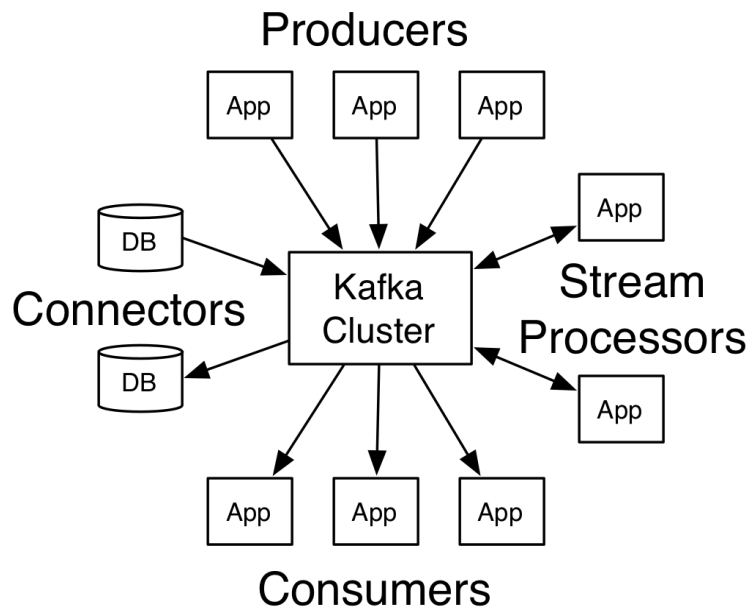 Producers
App
App
App
App
DB
Stream
Processors
Connectors
Kafka
Cluster
DB
App
App
App
App
Consumers